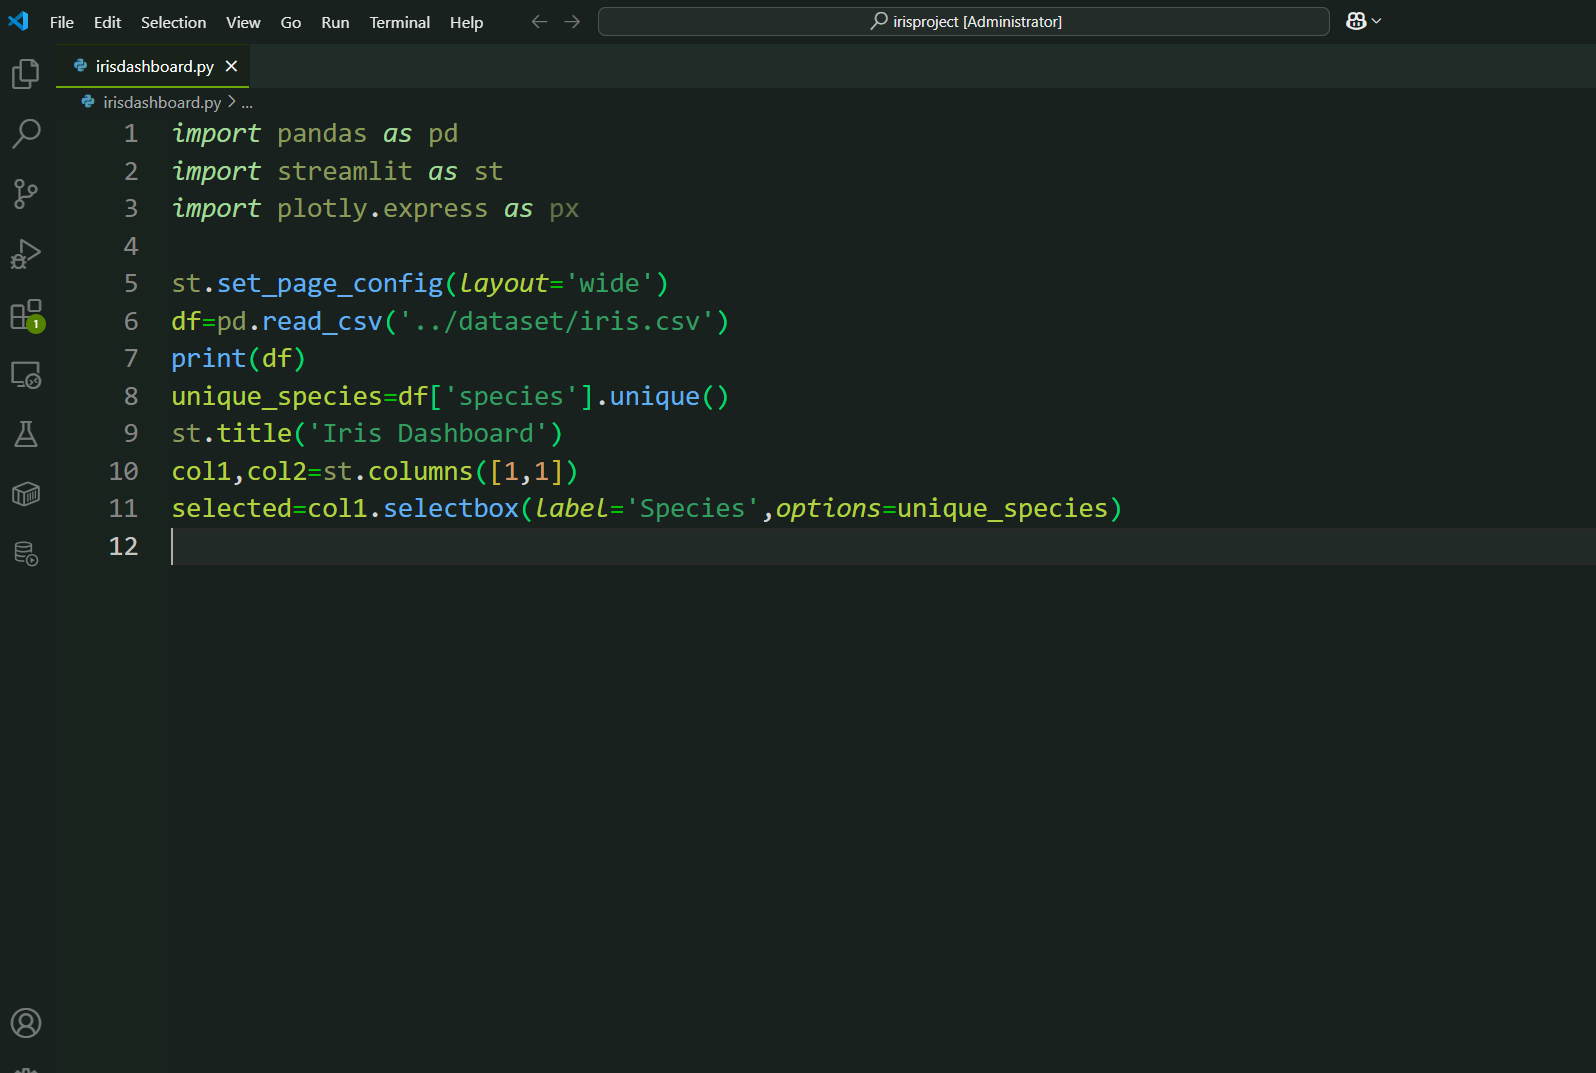 File Edit Selection View Go Run Terminal Help irisproject [Administrator]
irisdashboard.py
irisdashboard.py > ...
1 import pandas as pd
2 import streamlit as st
3 import plotly.express as px
4
5 st.set_page_config(layout='wide')
6 df=pd.read_csv('../dataset/iris.csv')
7 print(df)
8 unique_species=df['species'].unique()
9 st.title('Iris Dashboard')
10 col1,col2=st.columns([1,1])
11 selected=col1.selectbox(label='Species',options=unique_species)
12
1